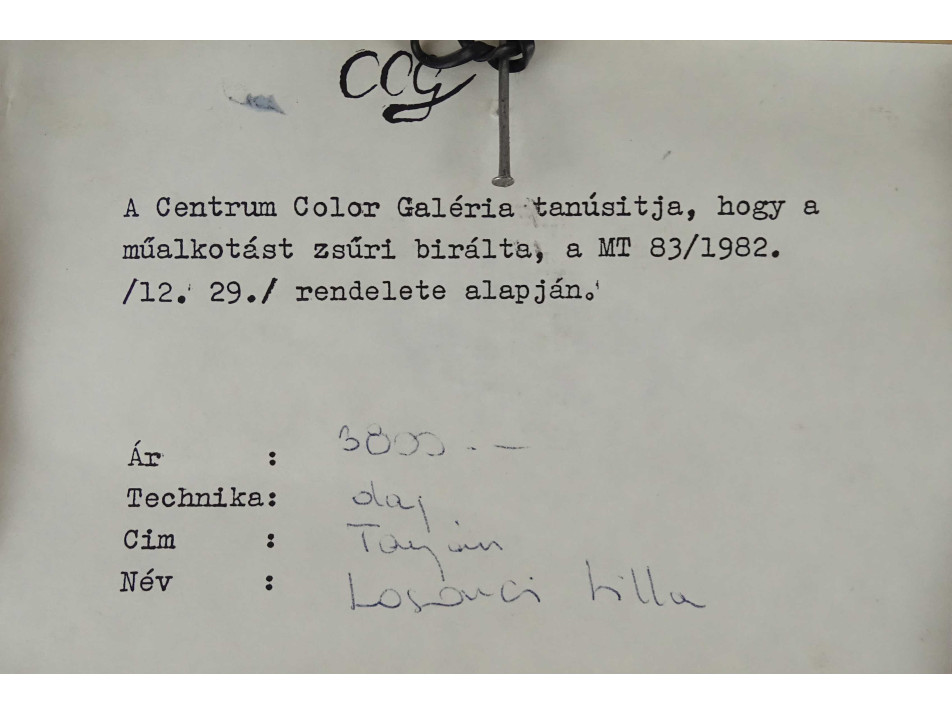 CCG
A Centrum Color Galéria tanúsitja, hogy a
műalkotást zsűri birálta, a MT 83/1982.
/12. 29./ rendelete alapján.
Ár : 3800.—
Technika: olaj
Cim :
Név : Losonci Lilla